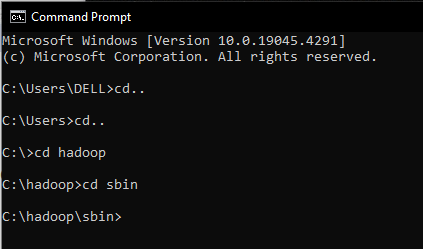 Command Prompt
Microsoft Windows [Version 10.0.19045.4291]
(c) Microsoft Corporation. All rights reserved.
C:\Users\DELL>cd..
C:\Users>cd..
C:\>cd hadoop
C:\hadoop>cd sbin
C:\hadoop\sbin>